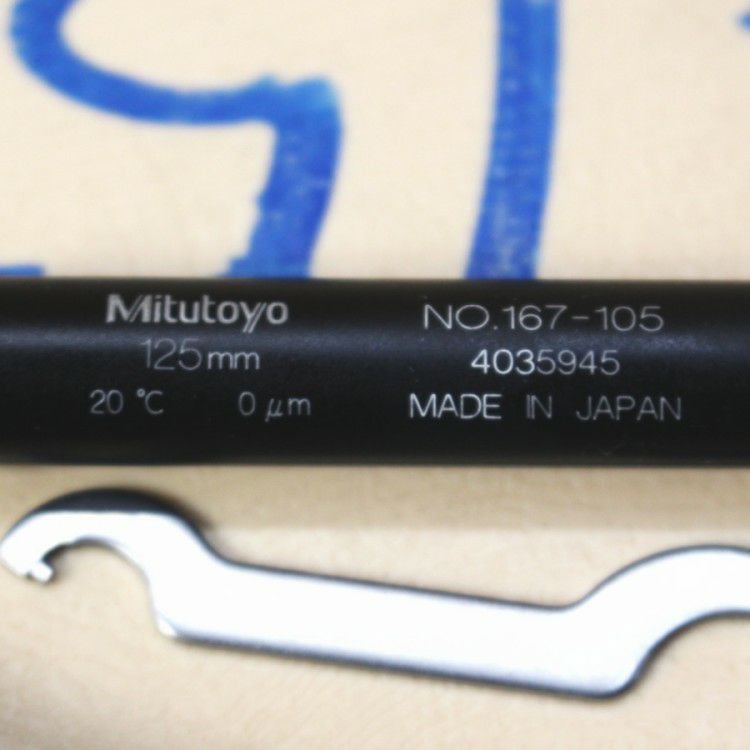 Mitutoyo
125mm
20 °C 0 μm
NO.167-105
4035945
MADE IN JAPAN